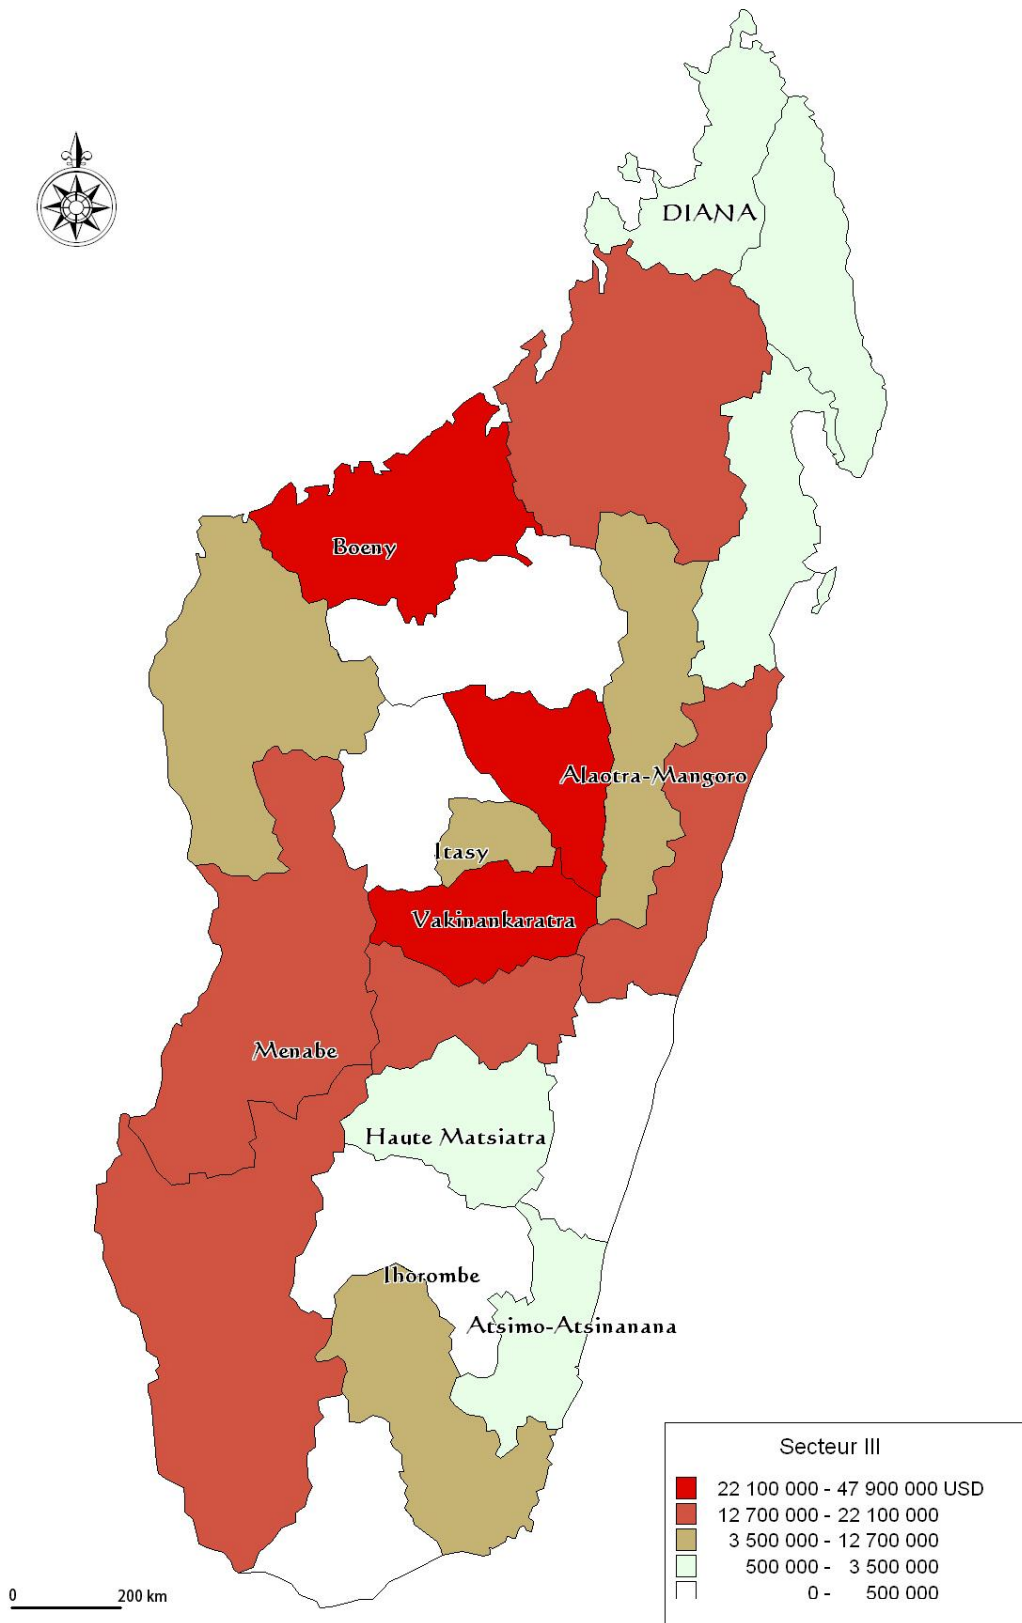 DIANA
Boeny
Alaotra-Mangoro
Itasy
Vakinankaratra
Menabe
Haute Matsiatra
Ihorombe
Atsimo-Atsinanana
Secteur III
22 100 000 - 47 900 000 USD
12 700 000 - 22 100 000
3 500 000 - 12 700 000
500 000 - 3 500 000
0 - 500 000
0 200 km